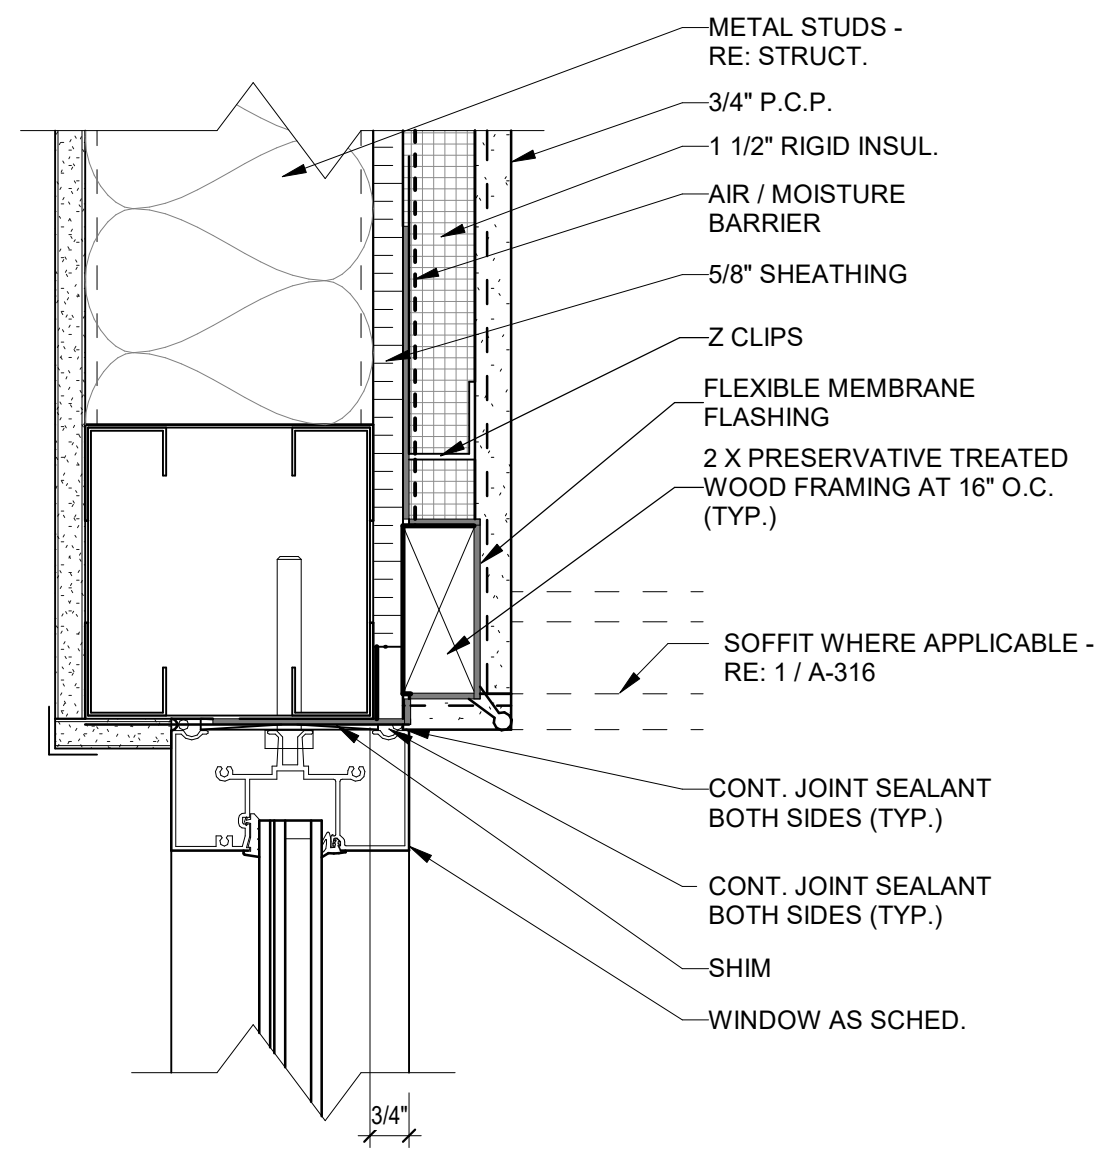 METAL STUDS -
RE: STRUCT.
3/4" P.C.P.
1 1/2" RIGID INSUL.
AIR / MOISTURE
BARRIER
5/8" SHEATHING
Z CLIPS
FLEXIBLE MEMBRANE
FLASHING
2 X PRESERVATIVE TREATED
WOOD FRAMING AT 16" O.C.
(TYP.)
SOFFIT WHERE APPLICABLE -
RE: 1 / A-316
CONT. JOINT SEALANT
BOTH SIDES (TYP.)
CONT. JOINT SEALANT
BOTH SIDES (TYP.)
SHIM
WINDOW AS SCHED.
3/4"